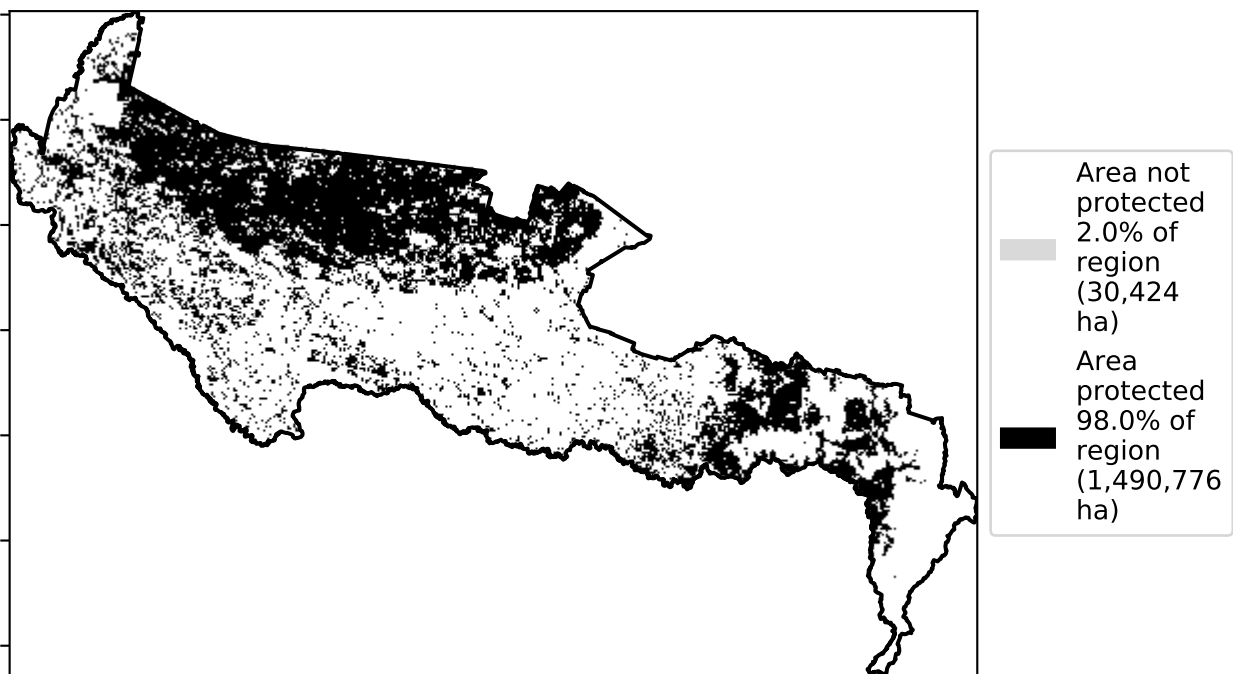 Area not
protected
2.0% of
region
(30,424
ha)
Area
protected
98.0% of
region
(1,490,776
ha)